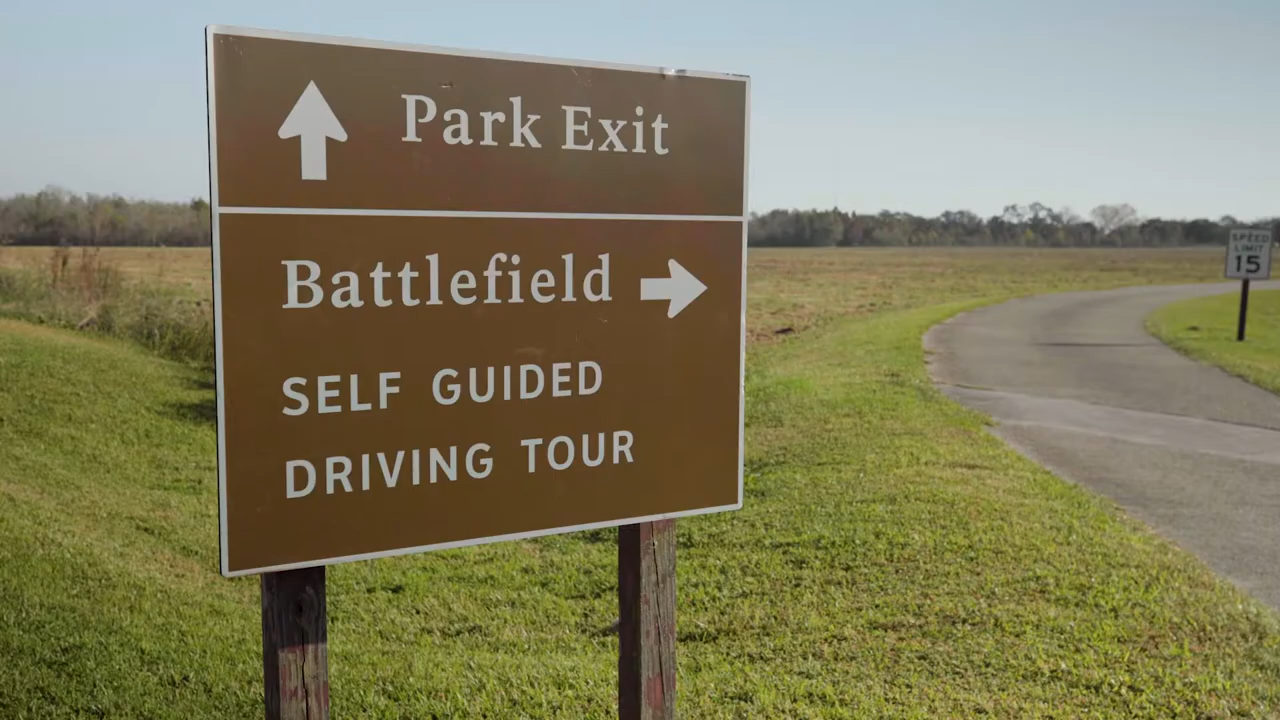 Park Exit
Battlefield
SELF GUIDED
DRIVING TOUR
SPEED
LIMIT
15